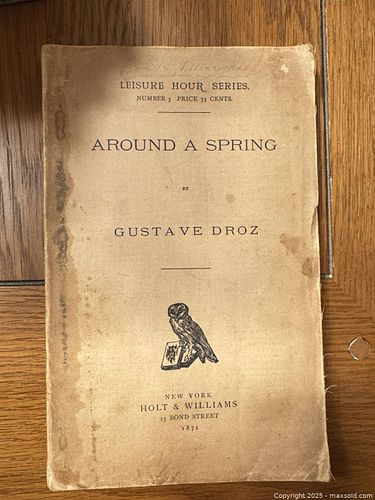 LEISURE HOUR SERIES,
NUMBER 3 PRICE 75 CENTS.
AROUND A SPRING
BY
GUSTAVE DROZ
NEW YORK
HOLT & WILLIAMS
25 BOND STREET
1871
Copyright 2025 - maxsold.com